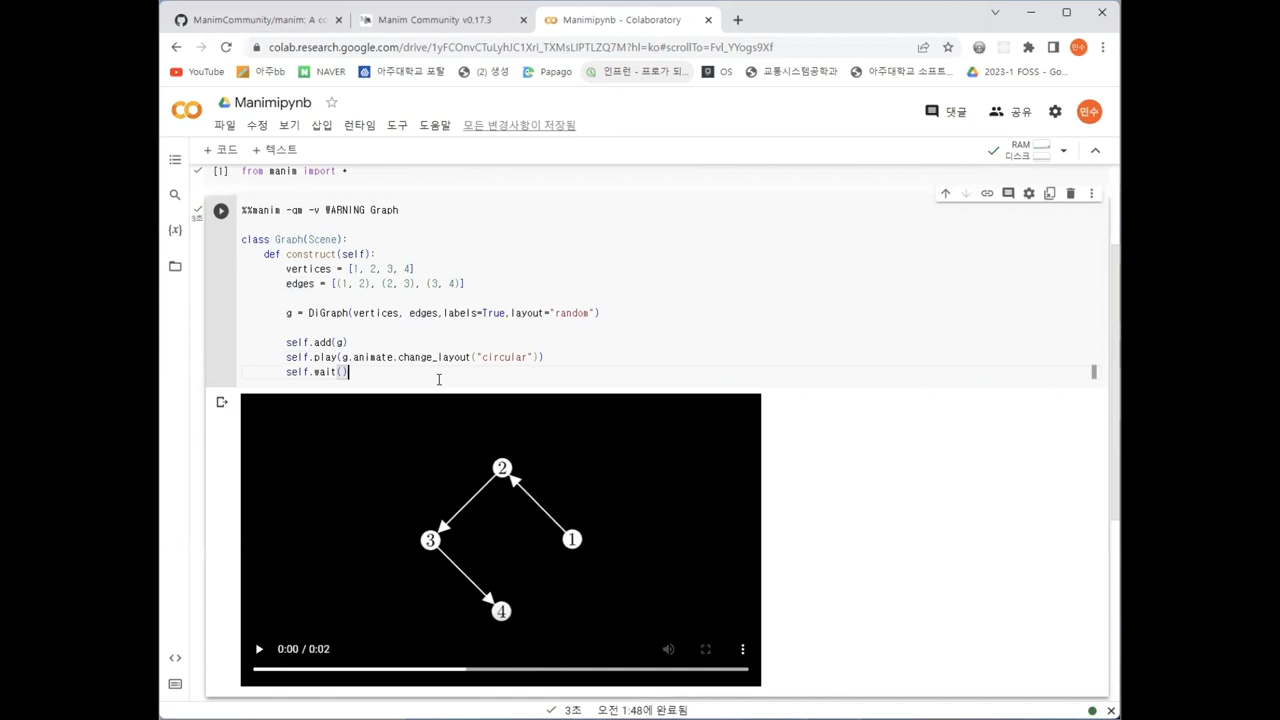 ManimCommunity/manim: A co
Manim Community v0.17.3
Manimipynb - Colaboratory
colab.research.google.com/drive/1yFCOnvCTuLyhJC1Xri_TXMsLIPTLZQ7M?hl=ko#scrollTo=Fvl_YYogs9Xf
민수
YouTube
아주bb
NAVER
아주대학교 포탈
(2) 생성
Papago
인프런 - 프로가 되...
OS
교통시스템공학과
아주대학교 소프트...
2023-1 FOSS - Go...
Manimipynb
댓글
공유
민수
파일 수정 보기 삽입 런타임 도구 도움말 모든 변경사항이 저장됨
+ 코드 + 텍스트
RAM
디스크
[1] from manim import *
3초
%%manim -qm -v WARNING Graph
class Graph(Scene):
def construct(self):
vertices = [1, 2, 3, 4]
edges = [(1, 2), (2, 3), (3, 4)]
g = DiGraph(vertices, edges,labels=True,layout="random")
self.add(g)
self.play(g.animate.change_layout("circular"))
self.wait()
2
3
1
4
0:00 / 0:02
3초 오전 1:48에 완료됨